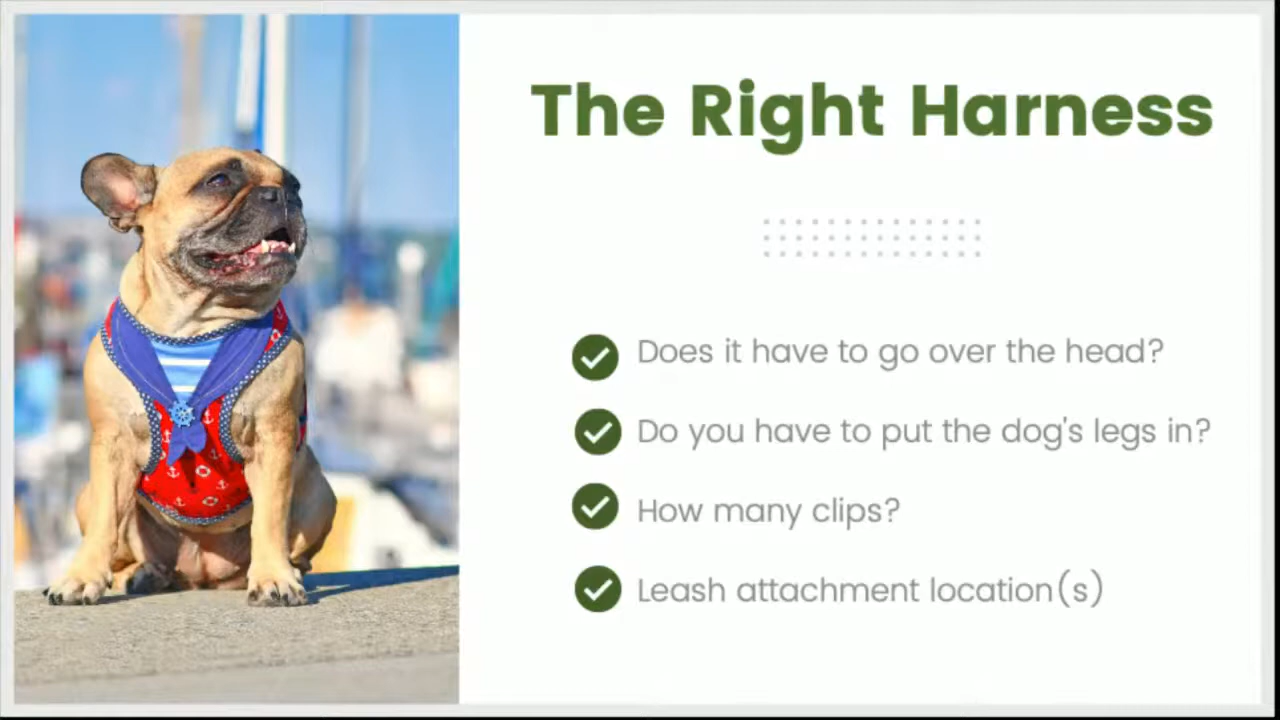 The Right Harness
Does it have to go over the head?
Do you have to put the dog's legs in?
How many clips?
Leash attachment location(s)